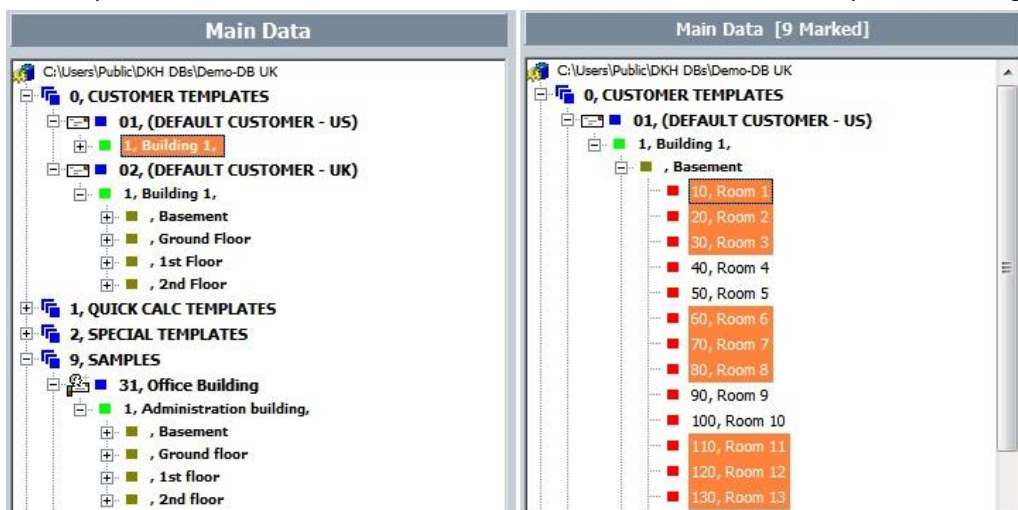 Main Data
C:\Users\Public\DKH DBs\Demo-DB UK
0, CUSTOMER TEMPLATES
01, (DEFAULT CUSTOMER - US)
1, Building 1,
02, (DEFAULT CUSTOMER - UK)
1, Building 1,
, Basement
, Ground Floor
, 1st Floor
, 2nd Floor
1, QUICK CALC TEMPLATES
2, SPECIAL TEMPLATES
9, SAMPLES
31, Office Building
1, Administration building,
, Basement
, Ground floor
, 1st floor
, 2nd floor
Main Data [9 Marked]
C:\Users\Public\DKH DBs\Demo-DB UK
0, CUSTOMER TEMPLATES
01, (DEFAULT CUSTOMER - US)
1, Building 1,
, Basement
10, Room 1
20, Room 2
30, Room 3
40, Room 4
50, Room 5
60, Room 6
70, Room 7
80, Room 8
90, Room 9
100, Room 10
110, Room 11
120, Room 12
130, Room 13